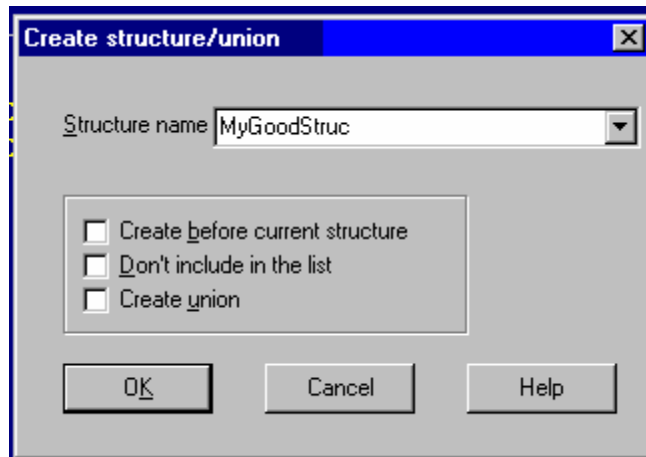 Create structure/union
Structure name MyGoodStruc
Create before current structure
Don't include in the list
Create union
OK Cancel Help